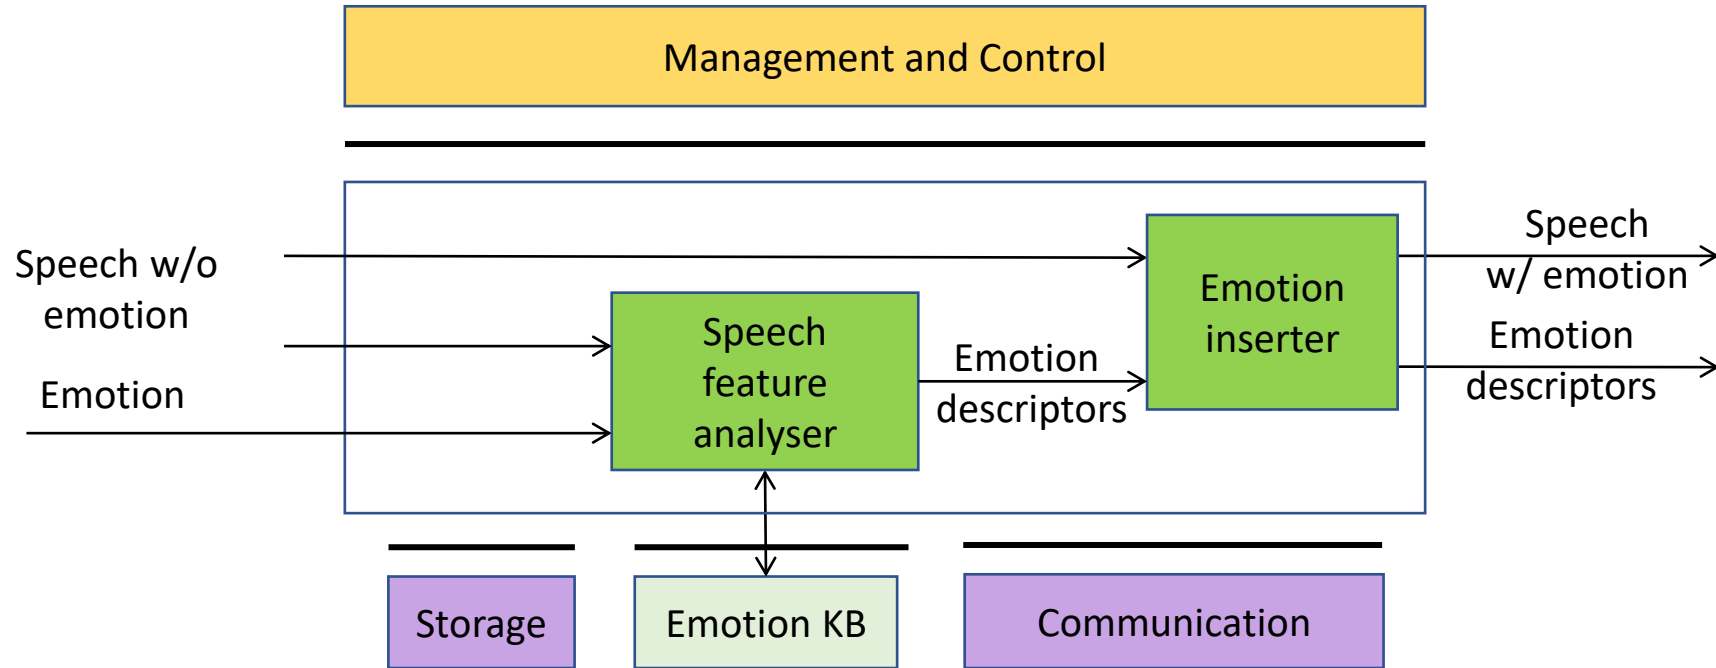 Management and Control
Speech w/o
emotion
Emotion
Speech
feature
analyser
Emotion
descriptors
Emotion
inserter
Speech
w/ emotion
Emotion
descriptors
Storage
Emotion KB
Communication